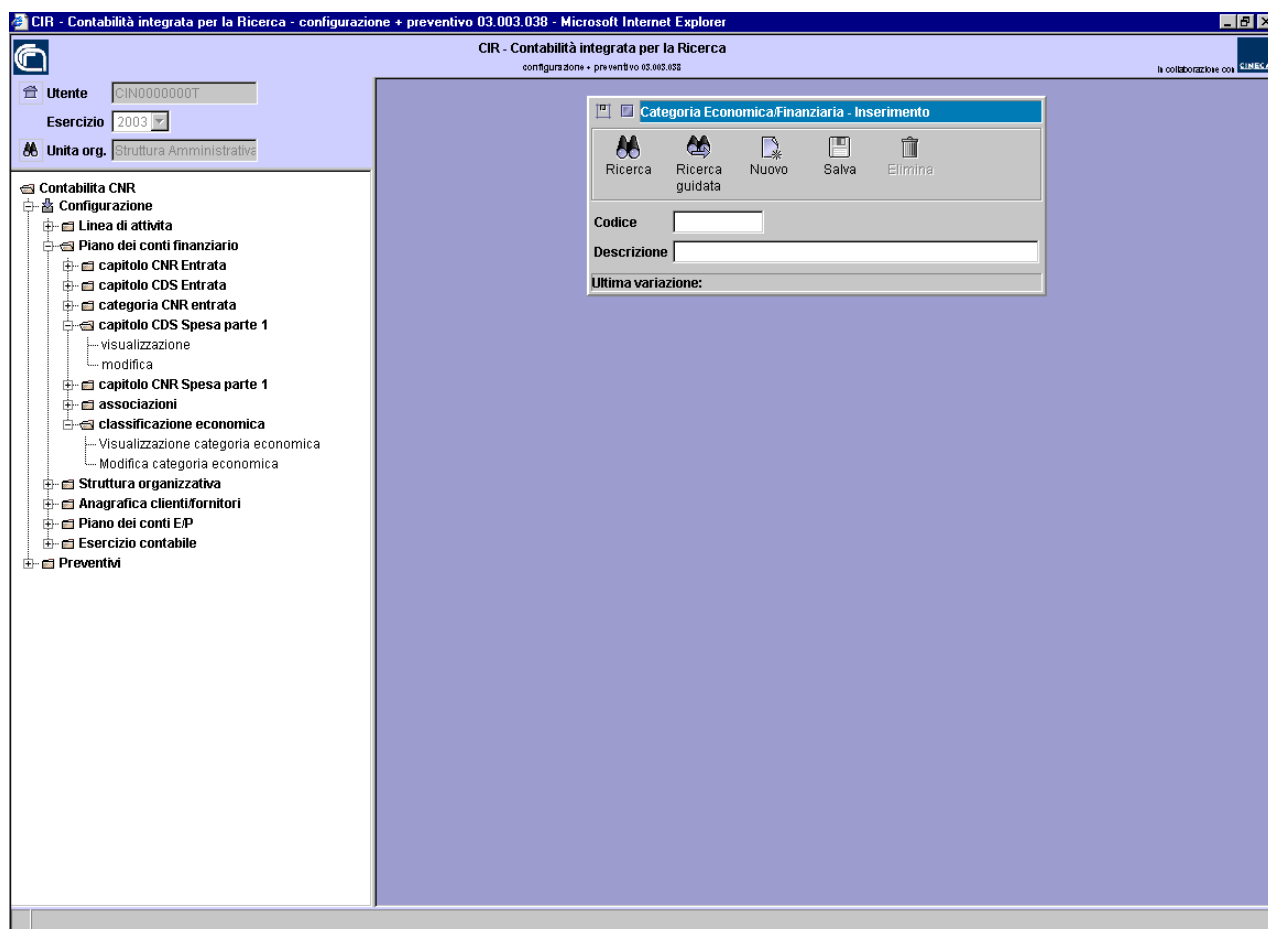 CIR - Contabilità integrata per la Ricerca - configurazione + preventivo 03.003.038 - Microsoft Internet Explorer
CIR - Contabilità integrata per la Ricerca
configurazione + preventivo 03.003.038
In collaborazione con CINECA
Utente CIN0000000T
Esercizio 2003
Unita org. Struttura Amministrativa
Contabilita CNR
Configurazione
Linea di attivita
Piano dei conti finanziario
capitolo CNR Entrata
capitolo CDS Entrata
categoria CNR entrata
capitolo CDS Spesa parte 1
visualizzazione
modifica
capitolo CNR Spesa parte 1
associazioni
classificazione economica
Visualizzazione categoria economica
Modifica categoria economica
Struttura organizzativa
Anagrafica clienti/fornitori
Piano dei conti E/P
Esercizio contabile
Preventivi
Categoria Economica/Finanziaria - Inserimento
Ricerca Ricerca guidata Nuovo Salva Elimina
Codice
Descrizione
Ultima variazione: